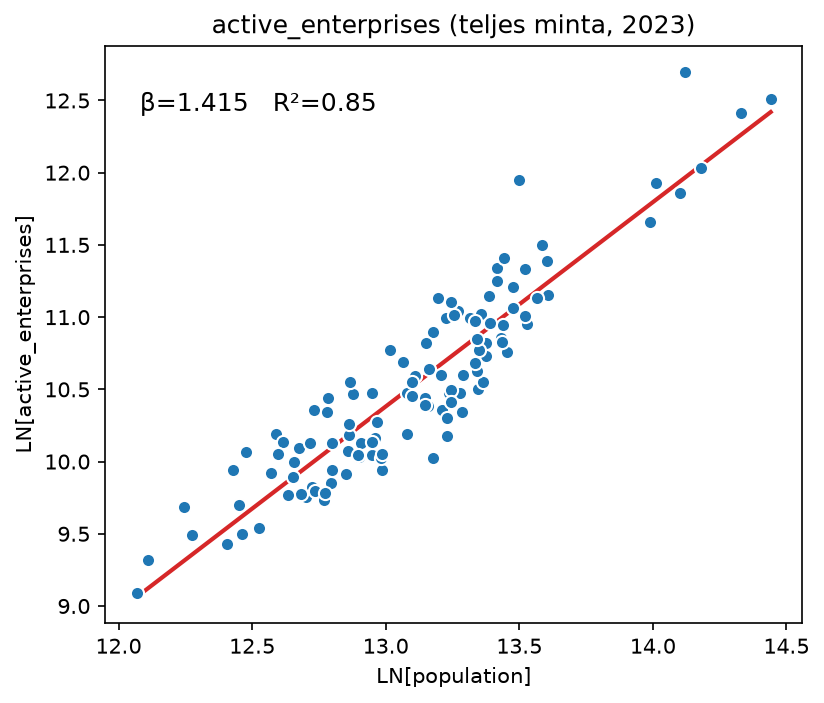 active_enterprises (teljes minta, 2023)
β=1.415 R²=0.85
LN[active_enterprises]
12.5
12.0
11.5
11.0
10.5
10.0
9.5
9.0
12.0 12.5 13.0 13.5 14.0 14.5
LN[population]